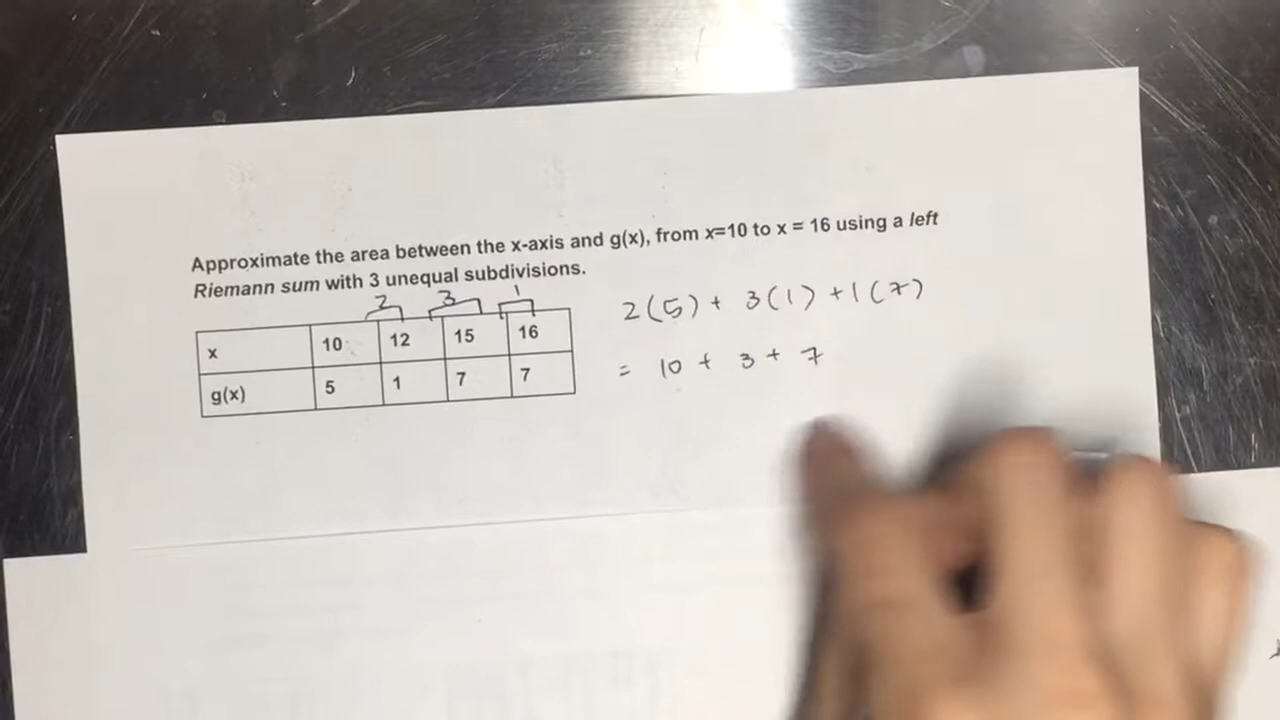 Approximate the area between the x-axis and g(x), from x=10 to x = 16 using a left
Riemann sum with 3 unequal subdivisions.
2 3 1
x 10 12 15 16
g(x) 5 1 7 7
2(5) + 3(1) + 1(7)
= 10 + 3 + 7